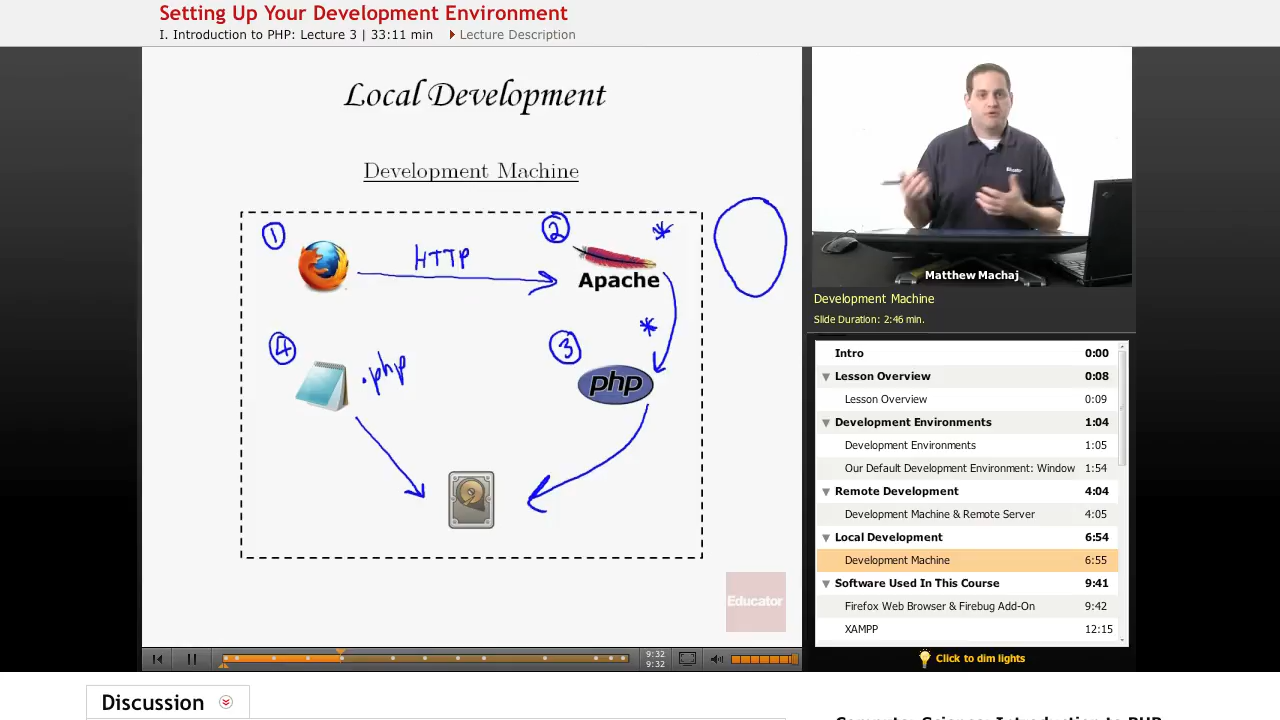 Setting Up Your Development Environment
I. Introduction to PHP: Lecture 3 | 33:11 min
Lecture Description
Local Development
Development Machine
1
HTTP
2
*
Apache
4
.php
3
*
php
Educator
Matthew Machaj
Development Machine
Slide Duration: 2:46 min.
Intro 0:00
Lesson Overview 0:08
Lesson Overview 0:09
Development Environments 1:04
Development Environments 1:05
Our Default Development Environment: Window 1:54
Remote Development 4:04
Development Machine & Remote Server 4:05
Local Development 6:54
Development Machine 6:55
Software Used In This Course 9:41
Firefox Web Browser & Firebug Add-On 9:42
XAMPP 12:15
9:32
9:32
Click to dim lights
Discussion
Computer Science: Introduction to PHP